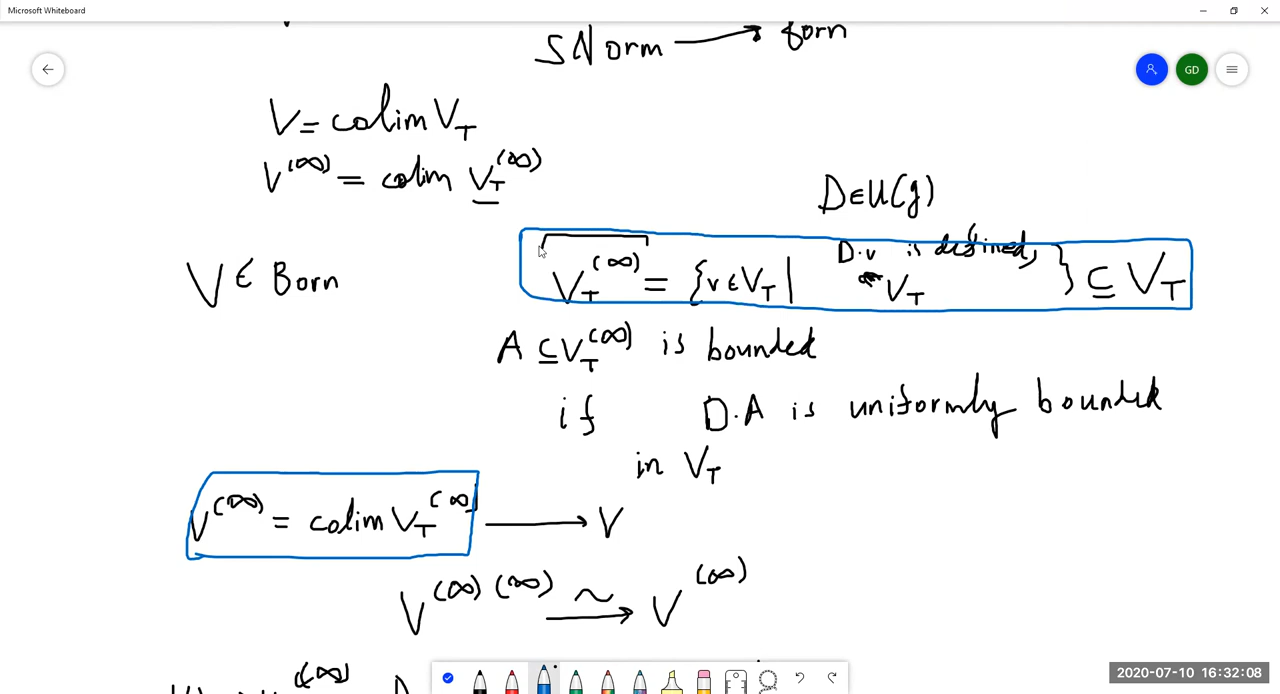 Microsoft Whiteboard
SNorm → Born
GD
V = colim V_T
V^(∞) = colim V_T^(∞)
D ∈ U(g)
V ∈ Born
V_T^(∞) = {v ∈ V_T | D.v is defined, V_T } ⊆ V_T
A ⊆ V_T^(∞) is bounded
if D.A is uniformly bounded
in V_T
V^(∞) = colim V_T^(∞) → V
V^(∞)(∞) ~→ V^(∞)
(∞)
2020-07-10 16:32:08